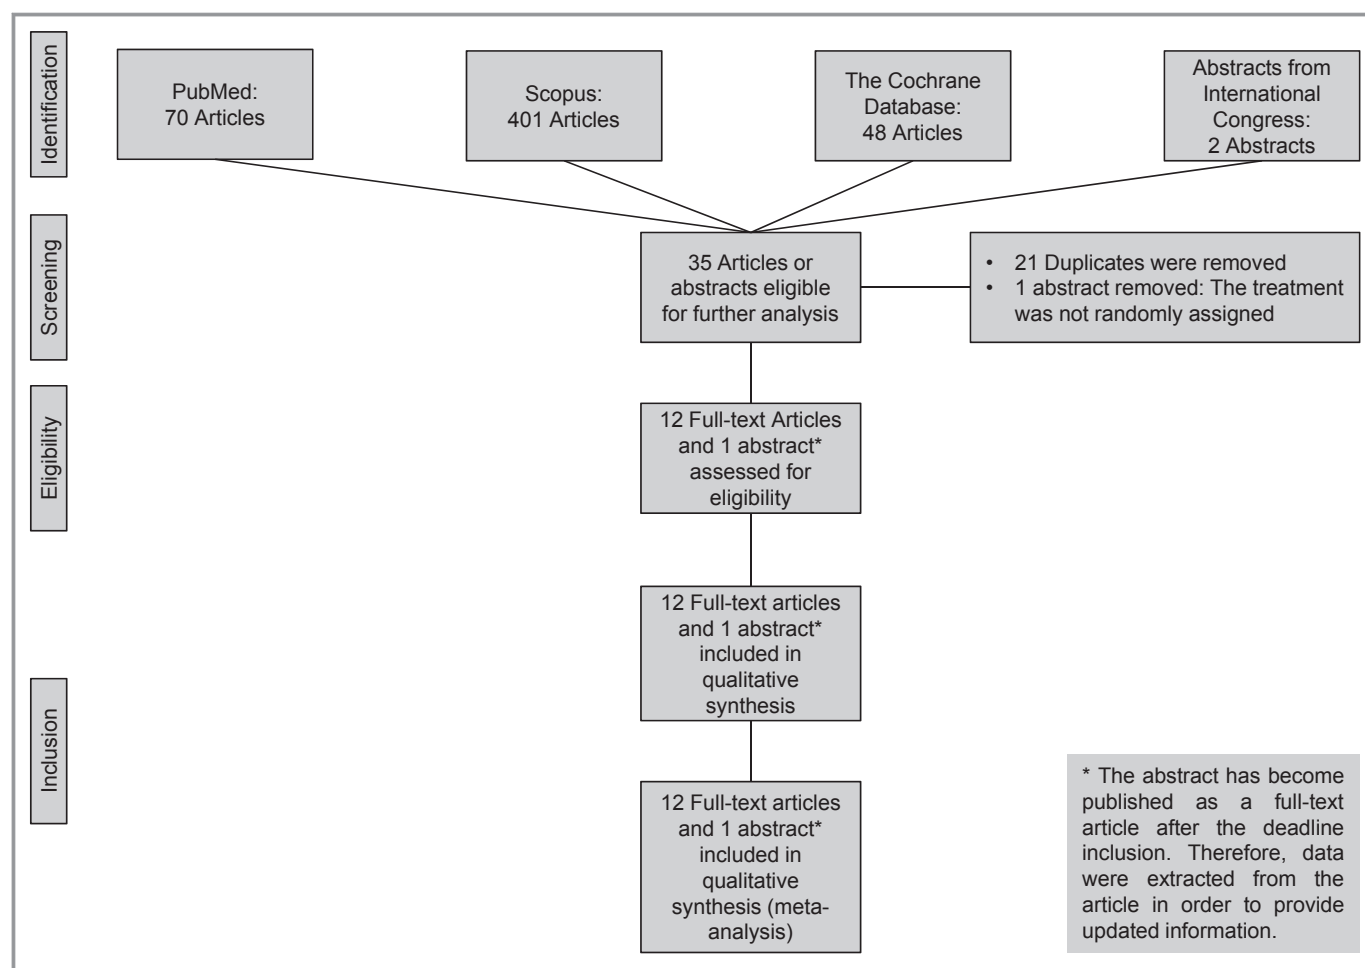 Identification
PubMed:
70 Articles
Scopus:
401 Articles
The Cochrane
Database:
48 Articles
Abstracts from
International
Congress:
2 Abstracts
Screening
35 Articles or
abstracts eligible
for further analysis
• 21 Duplicates were removed
• 1 abstract removed: The treatment
was not randomly assigned
Eligibility
12 Full-text Articles
and 1 abstract*
assessed for
eligibility
Inclusion
12 Full-text articles
and 1 abstract*
included in
qualitative
synthesis
12 Full-text articles
and 1 abstract*
included in
qualitative
synthesis (meta-
analysis)
* The abstract has become
published as a full-text
article after the deadline
inclusion. Therefore, data
were extracted from the
article in order to provide
updated information.